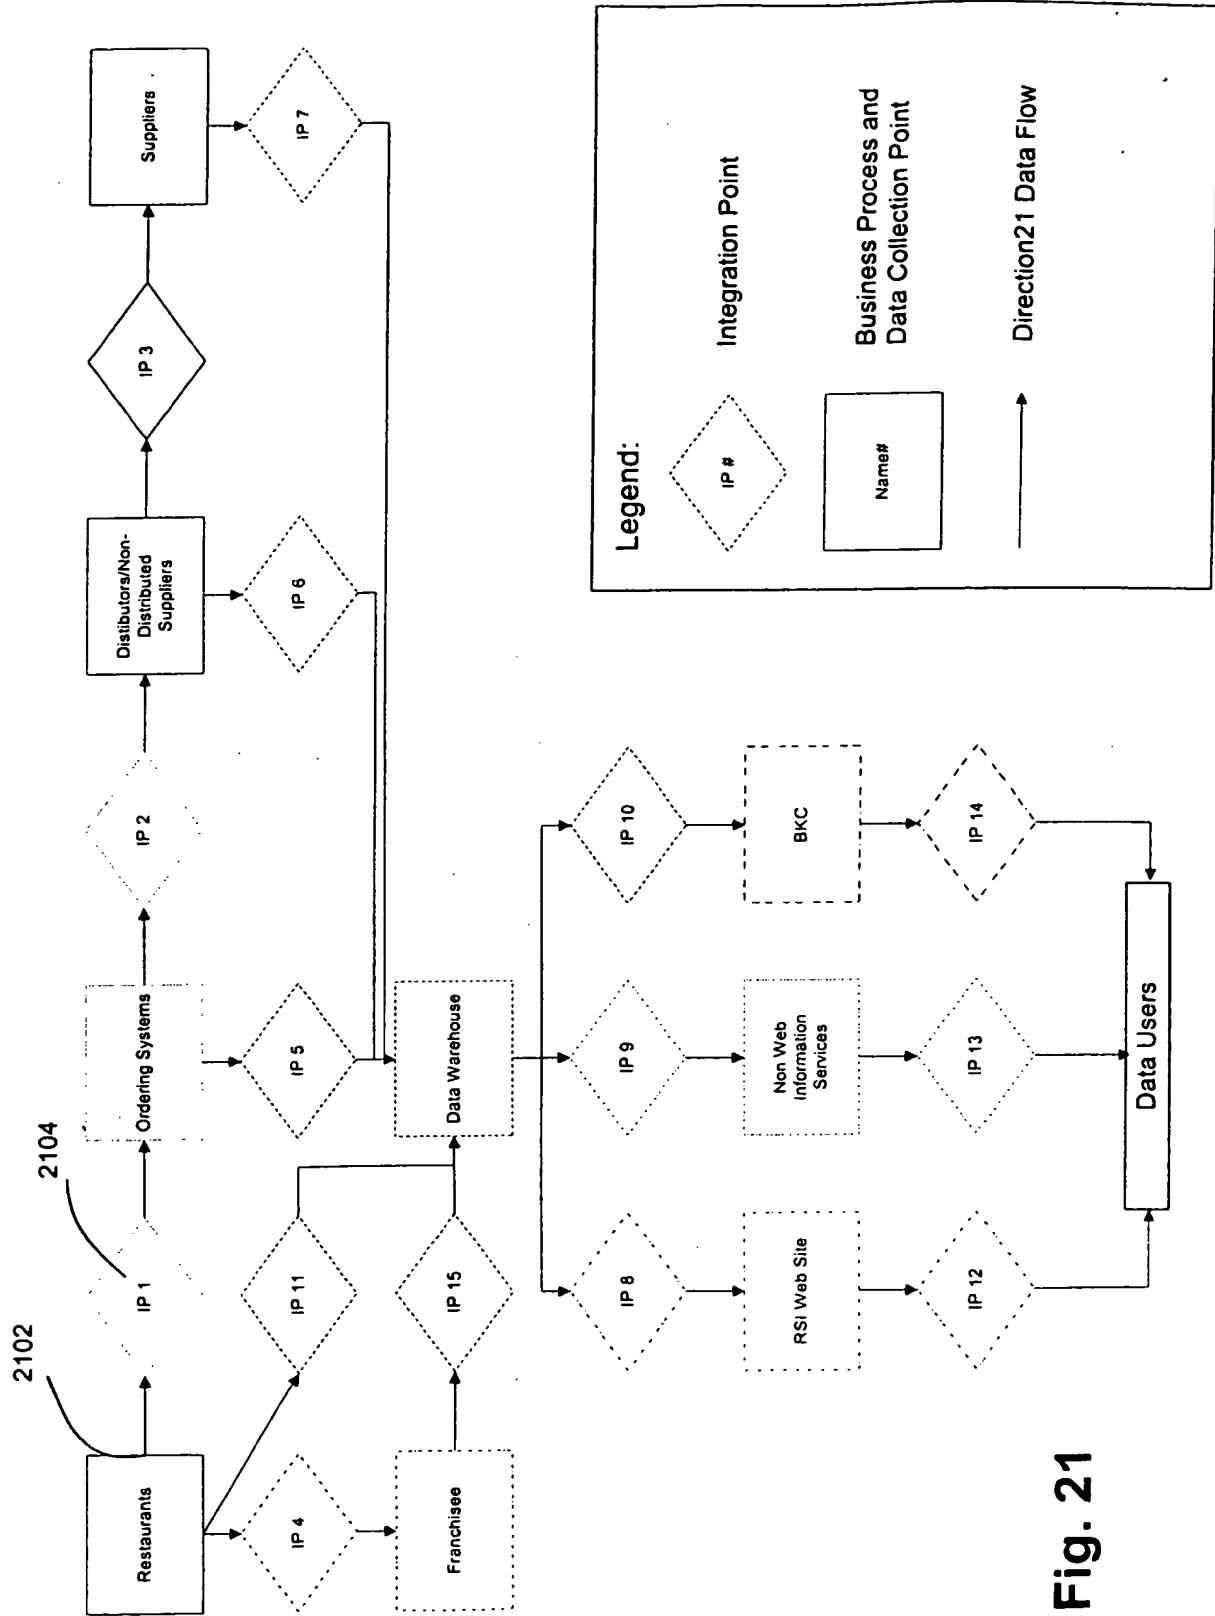 2102
2104
Restaurants
IP 1
Ordering Systems
IP 2
Distibutors/Non-
Distributed
Suppliers
IP 3
Suppliers
IP 4
IP 11
IP 5
IP 6
IP 7
Franchisee
IP 15
Data Warehouse
IP 8
IP 9
IP 10
RSI Web Site
Non Web
Information
Services
BKC
IP 12
IP 13
IP 14
Data Users
Legend:
IP #
Integration Point
Name#
Business Process and
Data Collection Point
Direction21 Data Flow
Fig. 21